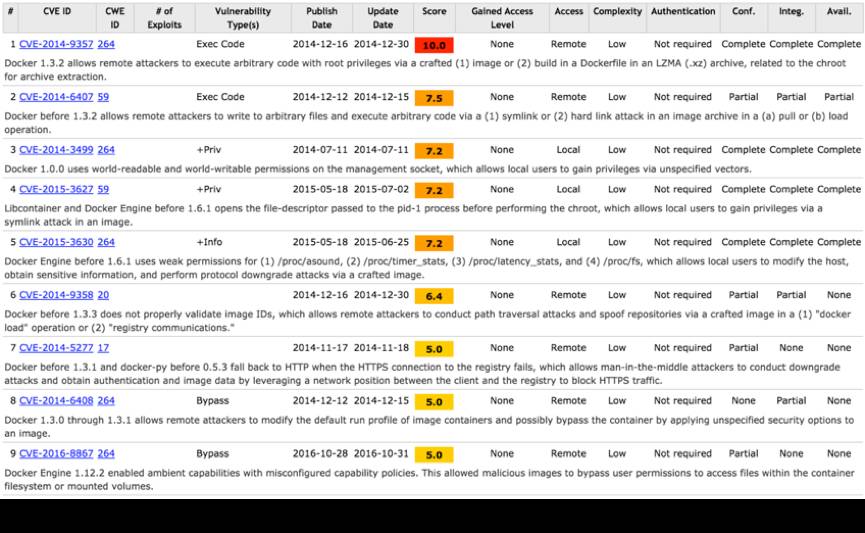 # CVE ID CWE ID # of Exploits Vulnerability Type(s) Publish Date Update Date Score Gained Access Level Access Complexity Authentication Conf. Integ. Avail.
1 CVE-2014-9357 264 Exec Code 2014-12-16 2014-12-30 10.0 None Remote Low Not required Complete Complete Complete
Docker 1.3.2 allows remote attackers to execute arbitrary code with root privileges via a crafted (1) image or (2) build in a Dockerfile in an LZMA (.xz) archive, related to the chroot
for archive extraction.
2 CVE-2014-6407 59 Exec Code 2014-12-12 2014-12-15 7.5 None Remote Low Not required Partial Partial Partial
Docker before 1.3.2 allows remote attackers to write to arbitrary files and execute arbitrary code via a (1) symlink or (2) hard link attack in an image archive in a (a) pull or (b) load
operation.
3 CVE-2014-3499 264 +Priv 2014-07-11 2014-07-11 7.2 None Local Low Not required Complete Complete Complete
Docker 1.0.0 uses world-readable and world-writable permissions on the management socket, which allows local users to gain privileges via unspecified vectors.
4 CVE-2015-3627 59 +Priv 2015-05-18 2015-07-02 7.2 None Local Low Not required Complete Complete Complete
Libcontainer and Docker Engine before 1.6.1 opens the file-descriptor passed to the pid-1 process before performing the chroot, which allows local users to gain privileges via a
symlink attack in an image.
5 CVE-2015-3630 264 +Info 2015-05-18 2015-06-25 7.2 None Local Low Not required Complete Complete Complete
Docker Engine before 1.6.1 uses weak permissions for (1) /proc/asound, (2) /proc/timer_stats, (3) /proc/latency_stats, and (4) /proc/fs, which allows local users to modify the host,
obtain sensitive information, and perform protocol downgrade attacks via a crafted image.
6 CVE-2014-9358 20 2014-12-16 2014-12-30 6.4 None Remote Low Not required Partial Partial None
Docker before 1.3.3 does not properly validate image IDs, which allows remote attackers to conduct path traversal attacks and spoof repositories via a crafted image in a (1) "docker
load" operation or (2) "registry communications."
7 CVE-2014-5277 17 2014-11-17 2014-11-18 5.0 None Remote Low Not required Partial None None
Docker before 1.3.1 and docker-py before 0.5.3 fall back to HTTP when the HTTPS connection to the registry fails, which allows man-in-the-middle attackers to conduct downgrade
attacks and obtain authentication and image data by leveraging a network position between the client and the registry to block HTTPS traffic.
8 CVE-2014-6408 264 Bypass 2014-12-12 2014-12-15 5.0 None Remote Low Not required None Partial None
Docker 1.3.0 through 1.3.1 allows remote attackers to modify the default run profile of image containers and possibly bypass the container by applying unspecified security options to
an image.
9 CVE-2016-8867 264 Bypass 2016-10-28 2016-10-31 5.0 None Remote Low Not required Partial None None
Docker Engine 1.12.2 enabled ambient capabilities with misconfigured capability policies. This allowed malicious images to bypass user permissions to access files within the container
filesystem or mounted volumes.